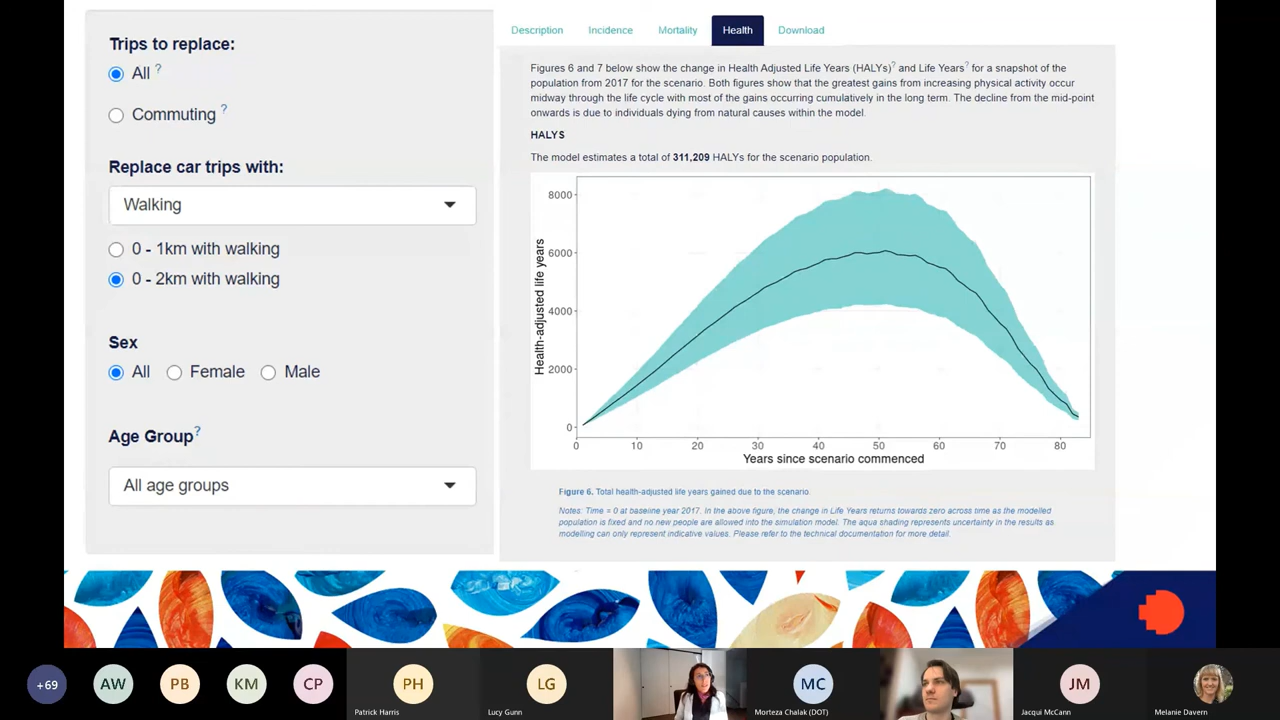 Trips to replace:
All ?
Commuting ?
Replace car trips with:
Walking
0 - 1km with walking
0 - 2km with walking
Sex
All Female Male
Age Group?
All age groups
Description Incidence Mortality Health Download
Figures 6 and 7 below show the change in Health Adjusted Life Years (HALYs)? and Life Years? for a snapshot of the
population from 2017 for the scenario. Both figures show that the greatest gains from increasing physical activity occur
midway through the life cycle with most of the gains occurring cumulatively in the long term. The decline from the mid-point
onwards is due to individuals dying from natural causes within the model.
HALYS
The model estimates a total of 311,209 HALYs for the scenario population.
Health-adjusted life years
8000
6000
4000
2000
0
0 10 20 30 40 50 60 70 80
Years since scenario commenced
Figure 6. Total health-adjusted life years gained due to the scenario
Notes: Time = 0 at baseline year 2017. In the above figure, the change in Life Years returns towards zero across time as the modelled
population is fixed and no new people are allowed into the simulation model. The aqua shading represents uncertainty in the results as
modelling can only represent indicative values. Please refer to the technical documentation for more detail.
+69 AW PB KM CP PH LG MC JM
Patrick Harris Lucy Gunn Morteza Chalak (DOT) Jacqui McCann Melanie Davern